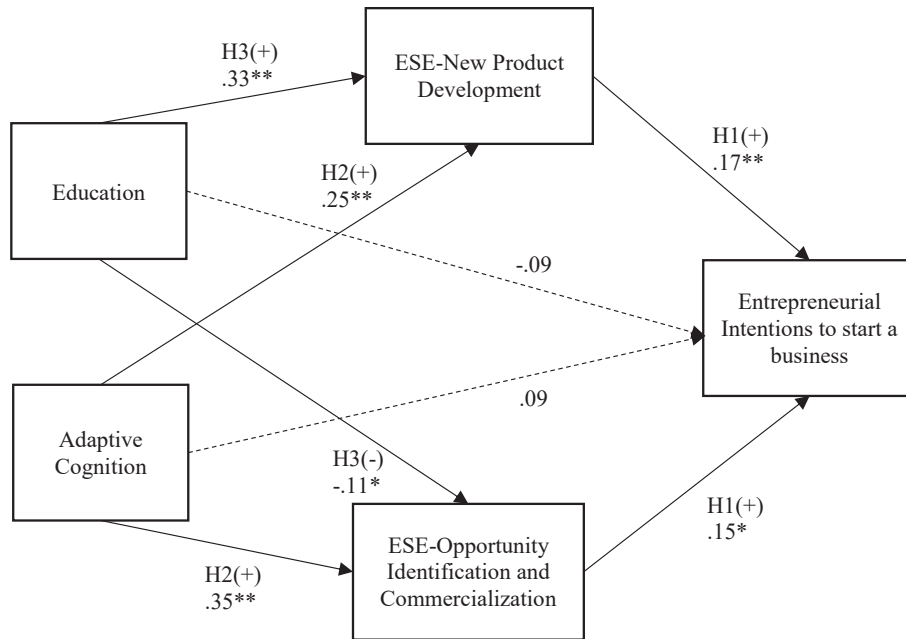 H3(+)
.33**
ESE-New Product
Development
H1(+)
.17**
Education
H2(+)
.25**
-.09
Entrepreneurial
Intentions to start a
business
.09
Adaptive
Cognition
H3(-)
-.11*
H1(+)
.15*
H2(+)
.35**
ESE-Opportunity
Identification and
Commercialization